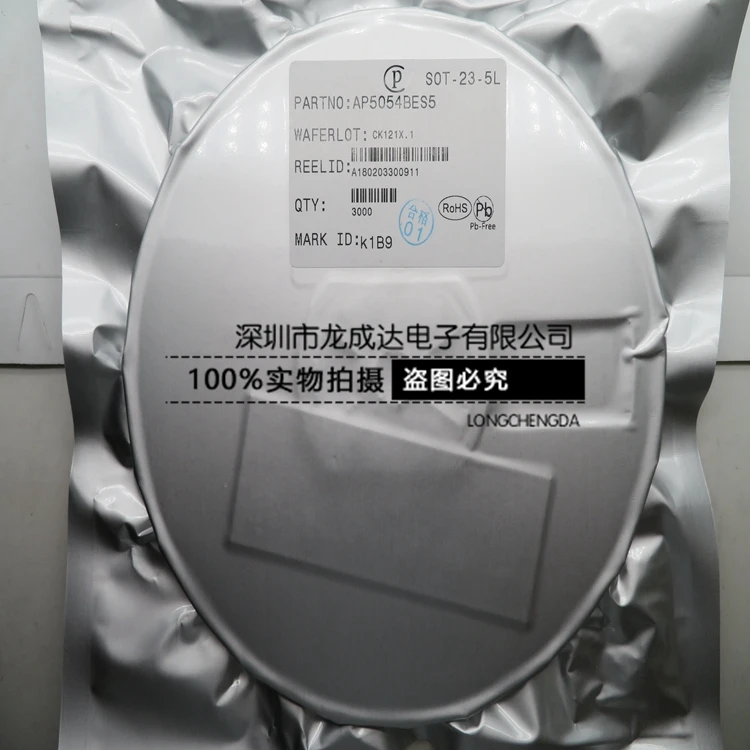 CP SOT-23-5L
PARTNO:AP5054BES5
WAFERLOT: CK121X.1
REELID:A180203300911
QTY: 3000
合格 01
RoHS Pb
Pb-Free
MARK ID:k1B9
深圳市龙成达电子有限公司
100%实物拍摄 盗图必究
LONGCHENGDA